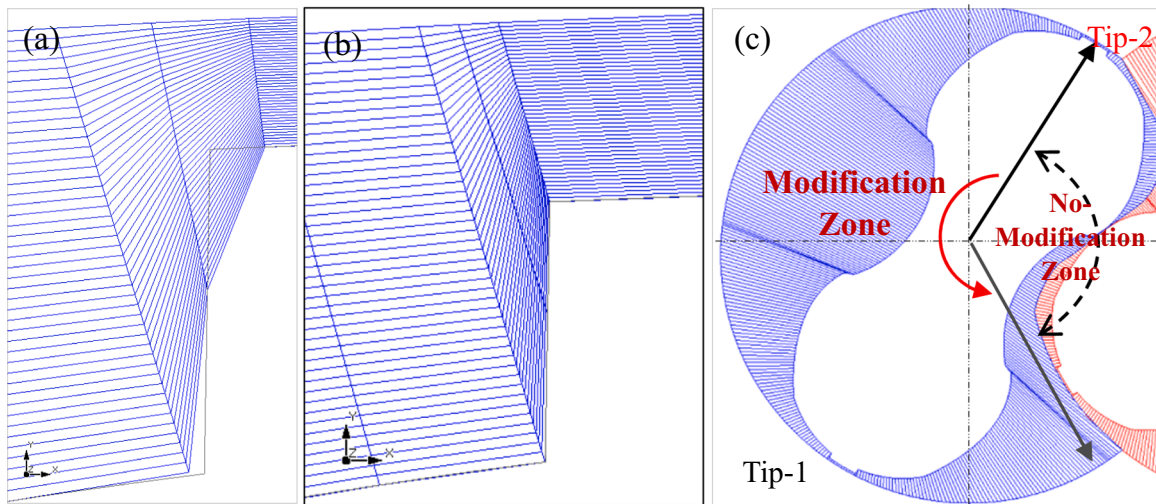 (a)
Y
Z
X
(b)
Y
Z
X
(c)
Tip-2
Modification
Zone
No-
Modification
Zone
Tip-1